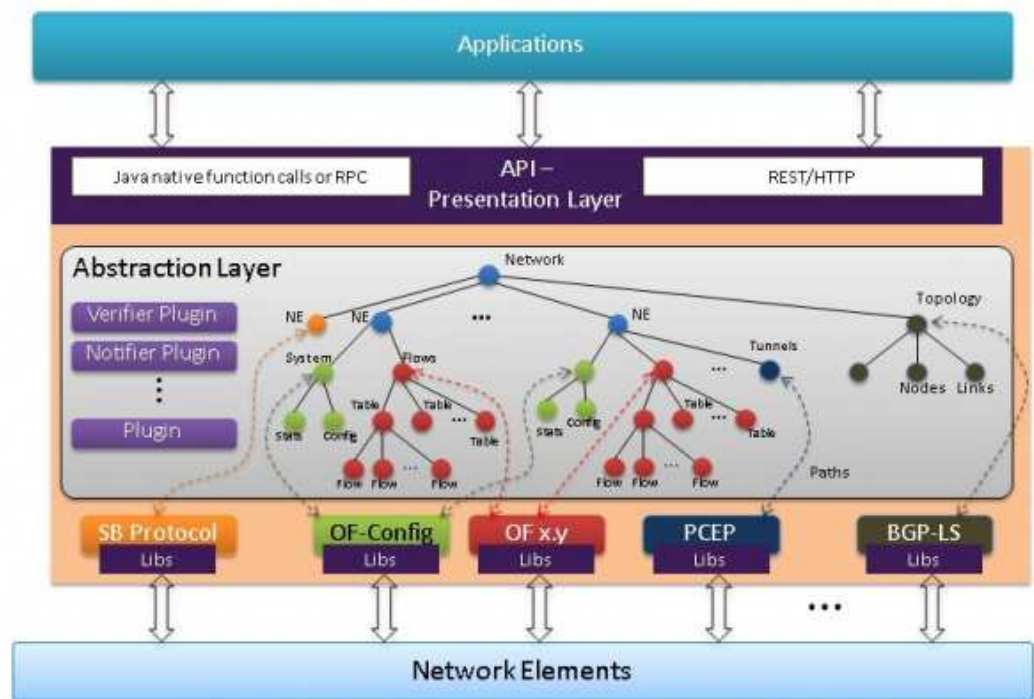 Applications
Java native function calls or RPC
API –
Presentation Layer
REST/HTTP
Abstraction Layer
Network
Verifier Plugin
Notifier Plugin
Plugin
NE
NE
...
NE
Topology
System
Flows
...
Tunnels
Nodes
Links
Stats
Config
Table
Table
...
Table
Stats
Config
Table
...
Table
Flow
Flow
...
Flow
Flow
Flow
...
Flow
Paths
SB Protocol
Libs
OF-Config
Libs
OF x.y
Libs
PCEP
Libs
BGP-LS
Libs
...
Network Elements